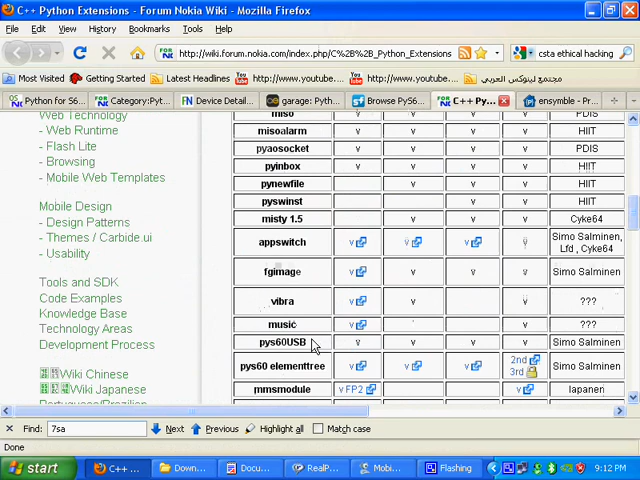 C++ Python Extensions - Forum Nokia Wiki - Mozilla Firefox
File Edit View History Bookmarks Tools Help
http://wiki.forum.nokia.com/index.php/C%2B%2B_Python_Extensions
csta ethical hacking
Most Visited Getting Started Latest Headlines http://www.youtube.... http://www.youtube.... مجتمع لينوكس العربي
Python for S6... Category:Pyt... Device Detail... garage: Pyth... Browse PyS6... C++ Py... ensymble - Pr...
Web Technology
- Web Runtime
- Flash Lite
- Browsing
- Mobile Web Templates
Mobile Design
- Design Patterns
- Themes / Carbide.ui
- Usability
Tools and SDK
Code Examples
Knowledge Base
Technology Areas
Development Process
Wiki Chinese
Wiki Japanese
Portuguese/Brazilian
miso v v v v PDIS
misoalarm v v v v HIIT
pyaosocket v v v v PDIS
pyinbox v v v v HIIT
pynewfile v v v HIIT
pyswinst v v HIIT
misty 1.5 v v v Cyke64
appswitch v v v v Simo Salminen, Lfd , Cyke64
fgimage v v v v Simo Salminen
vibra v v v ???
music v v ???
pys60USB v v v v Simo Salminen
pys60 elementtree v v v 2nd 3rd Simo Salminen
mmsmodule v FP2 v lapanen
Find: 7sa Next Previous Highlight all Match case
Done
start C++ ... Down... Docu... RealP... Mobi... Flashing 9:12 PM